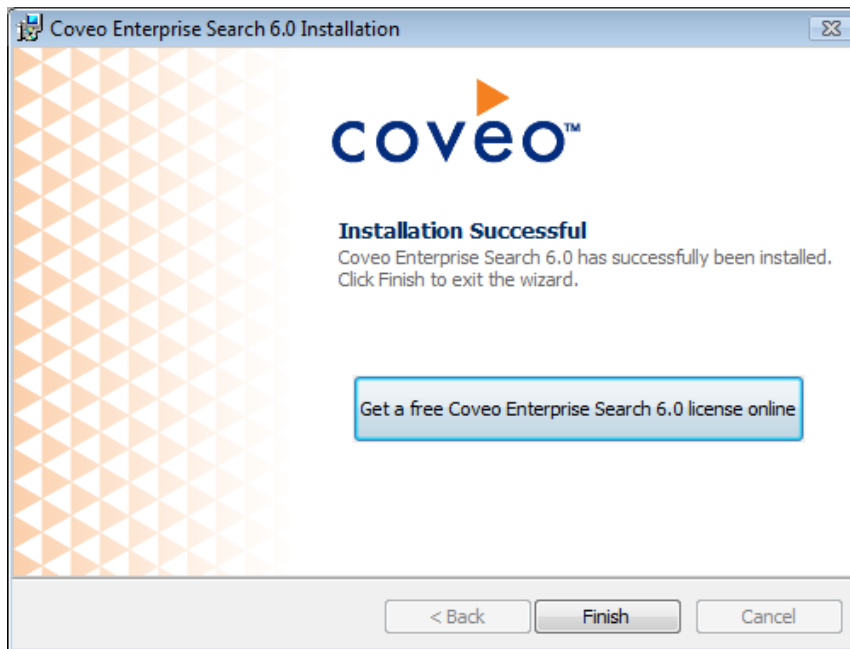 Coveo Enterprise Search 6.0 Installation
coveo™
Installation Successful
Coveo Enterprise Search 6.0 has successfully been installed.
Click Finish to exit the wizard.
Get a free Coveo Enterprise Search 6.0 license online
< Back
Finish
Cancel